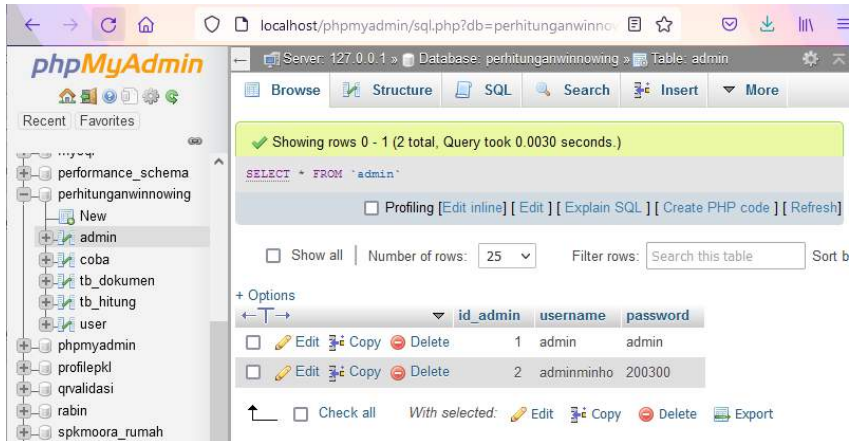 localhost/phpmyadmin/sql.php?db=perhitunganwinno
phpMyAdmin
Recent Favorites
performance_schema
perhitunganwinnowing
New
admin
coba
tb_dokumen
tb_hitung
user
phpmyadmin
profilepkl
qrvalidasi
rabin
spkmoora_rumah
Server: 127.0.0.1 » Database: perhitunganwinnowing » Table: admin
Browse Structure SQL Search Insert More
Showing rows 0 - 1 (2 total, Query took 0.0030 seconds.)
SELECT * FROM `admin`
Profiling [Edit inline] [ Edit ] [ Explain SQL ] [ Create PHP code ] [ Refresh]
Show all Number of rows: 25 Filter rows: Search this table Sort b
+ Options
←T→ id_admin username password
Edit Copy Delete 1 admin admin
Edit Copy Delete 2 adminminho 200300
Check all With selected: Edit Copy Delete Export